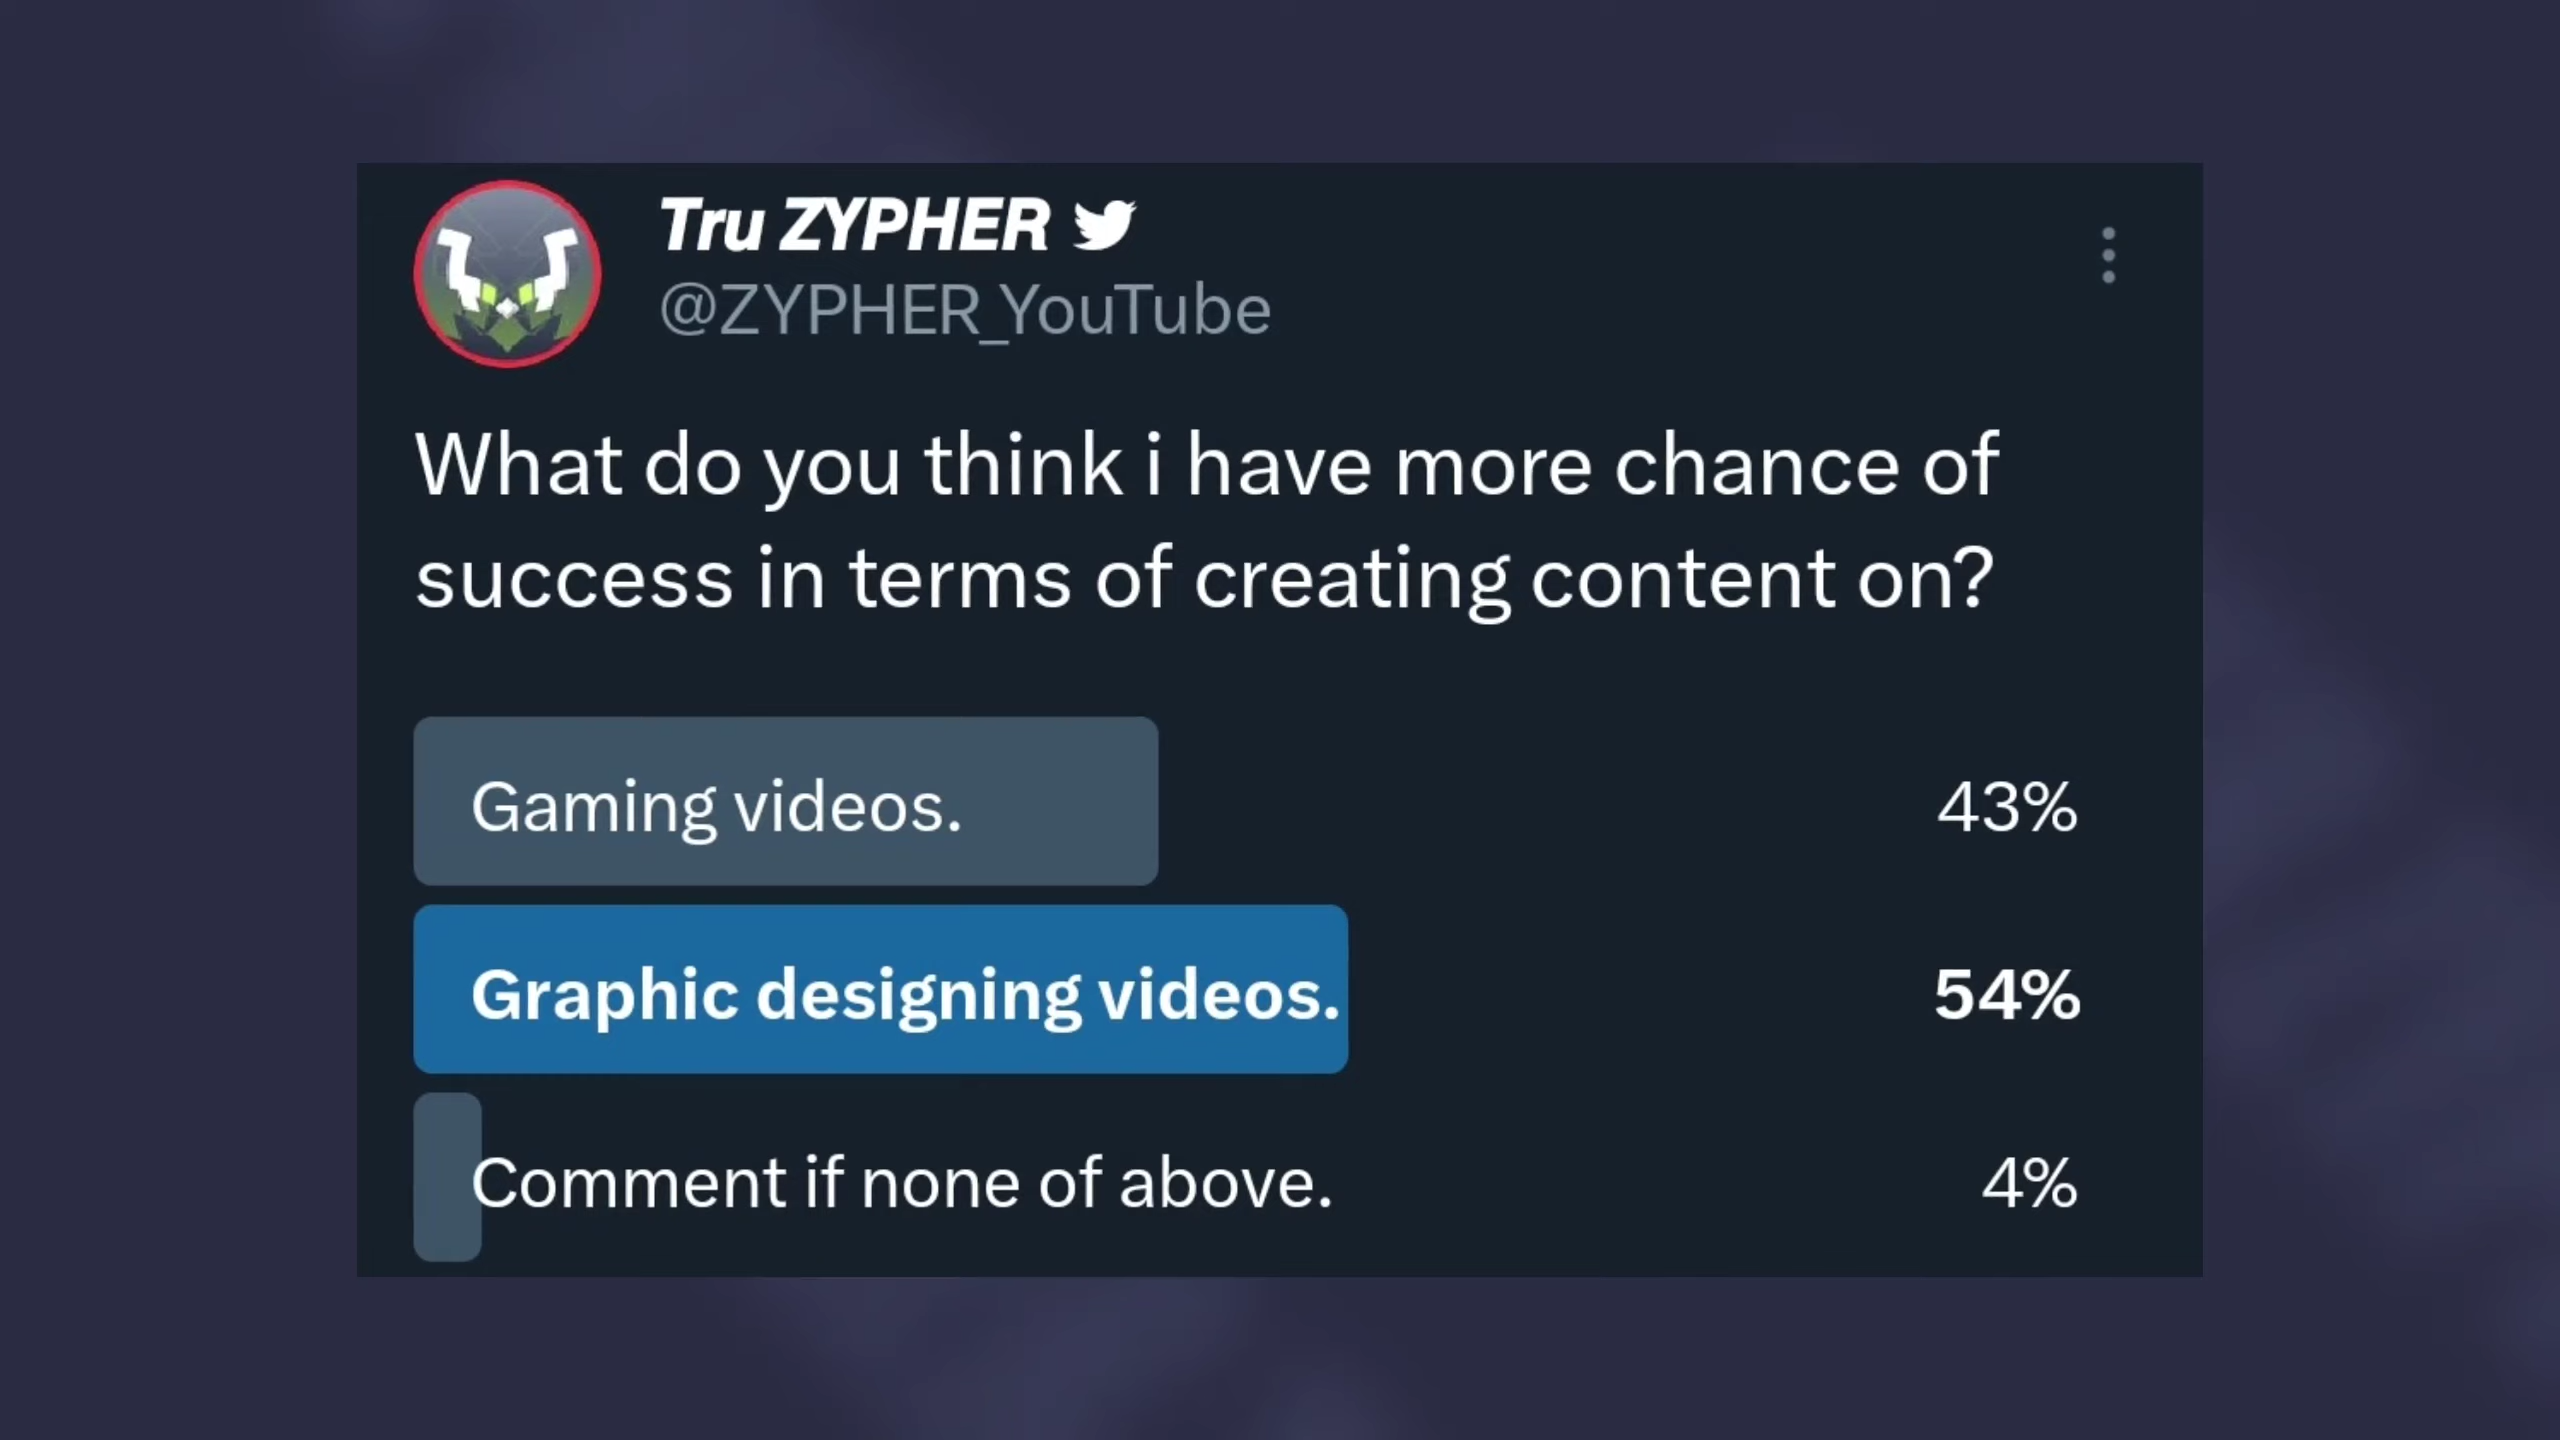 Tru ZYPHER
@ZYPHER_YouTube
What do you think i have more chance of
success in terms of creating content on?
Gaming videos. 43%
Graphic designing videos. 54%
Comment if none of above. 4%